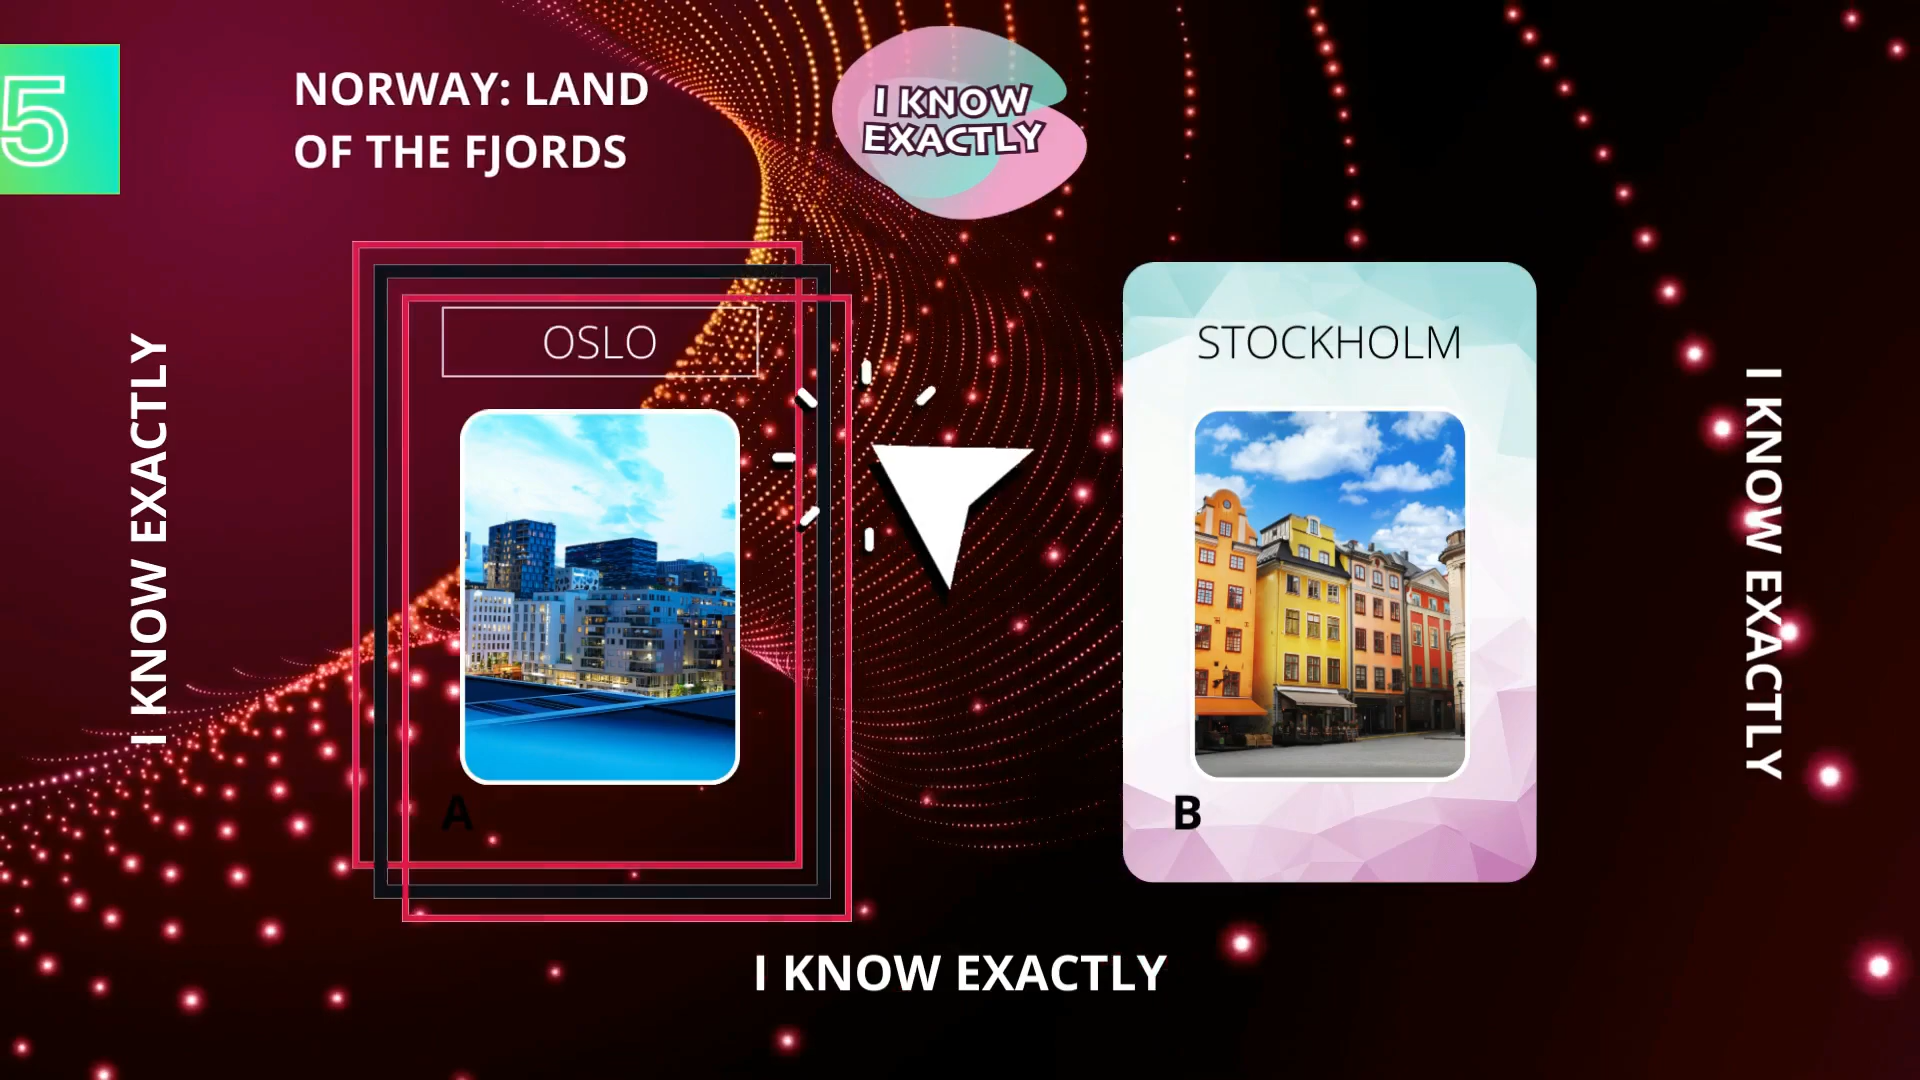 5
NORWAY: LAND
OF THE FJORDS
I KNOW
EXACTLY
I KNOW EXACTLY
OSLO
A
STOCKHOLM
B
I KNOW EXACTLY
I KNOW EXACTLY